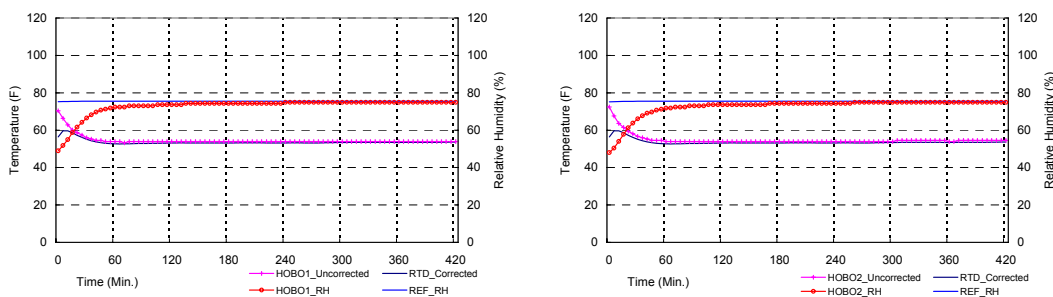 120 120
100 100
80 80
60 60
40 40
20 20
0 0
Temperature (F)
Relative Humidity (%)
0 60 120 180 240 300 360 420
Time (Min.)
HOBO1_Uncorrected RTD_Corrected
HOBO1_RH REF_RH
120 120
100 100
80 80
60 60
40 40
20 20
0 0
Temperature (F)
Relative Humidity (%)
0 60 120 180 240 300 360 420
Time (Min.)
HOBO2_Uncorrected RTD_Corrected
HOBO2_RH REF_RH